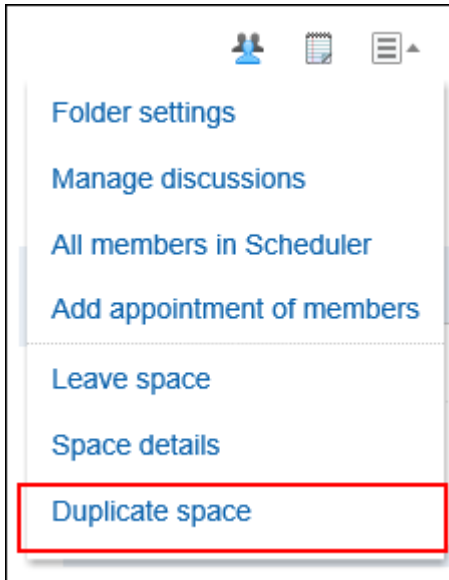 Folder settings
Manage discussions
All members in Scheduler
Add appointment of members
Leave space
Space details
Duplicate space